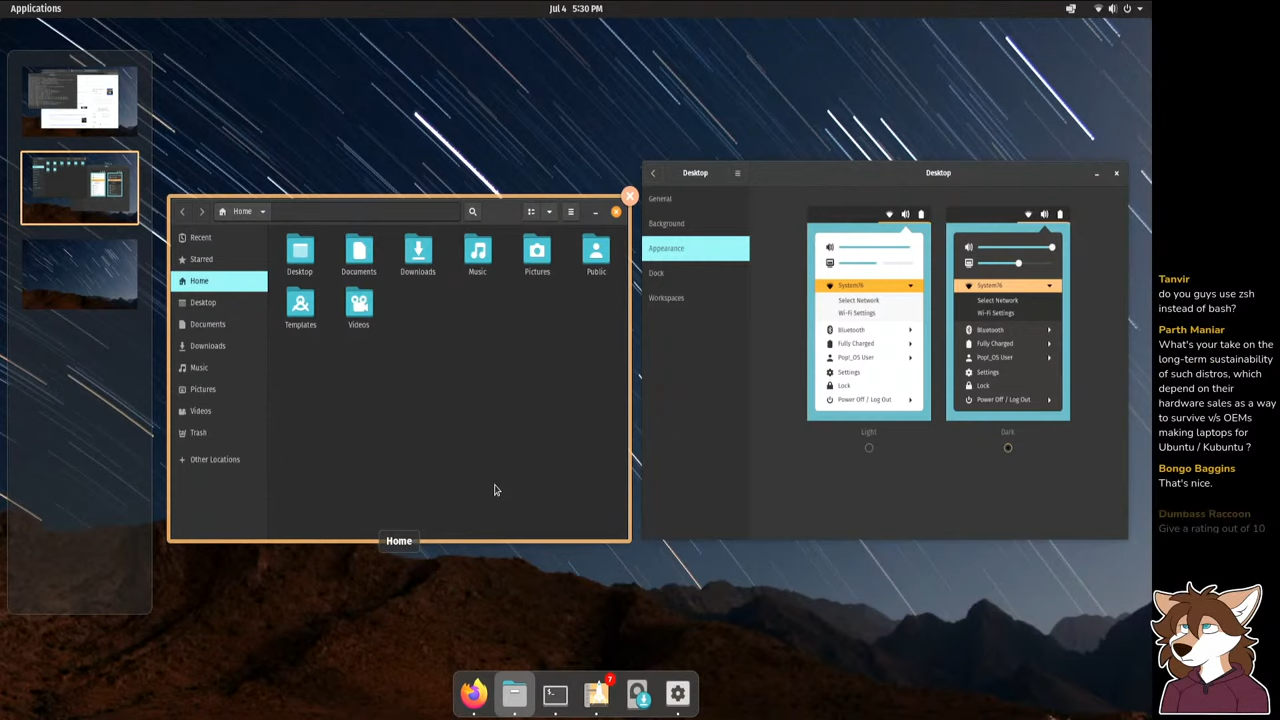 Applications
Jul 4 5:30 PM
Home
Recent
Starred
Home
Desktop
Documents
Downloads
Music
Pictures
Videos
Trash
+ Other Locations
Desktop
Documents
Downloads
Music
Pictures
Public
Templates
Videos
Home
Desktop
Desktop
General
Background
Appearance
Dock
Workspaces
System76
Select Network
Wi-Fi Settings
Bluetooth
Fully Charged
Pop!_OS User
Settings
Lock
Power Off / Log Out
Light
System76
Select Network
Wi-Fi Settings
Bluetooth
Fully Charged
Pop!_OS User
Settings
Lock
Power Off / Log Out
Dark
7
Tanvir
do you guys use zsh
instead of bash?
Parth Maniar
What's your take on the
long-term sustainability
of such distros, which
depend on their
hardware sales as a way
to survive v/s OEMs
making laptops for
Ubuntu / Kubuntu ?
Bongo Baggins
That's nice.
Dumbass Raccoon
Give a rating out of 10